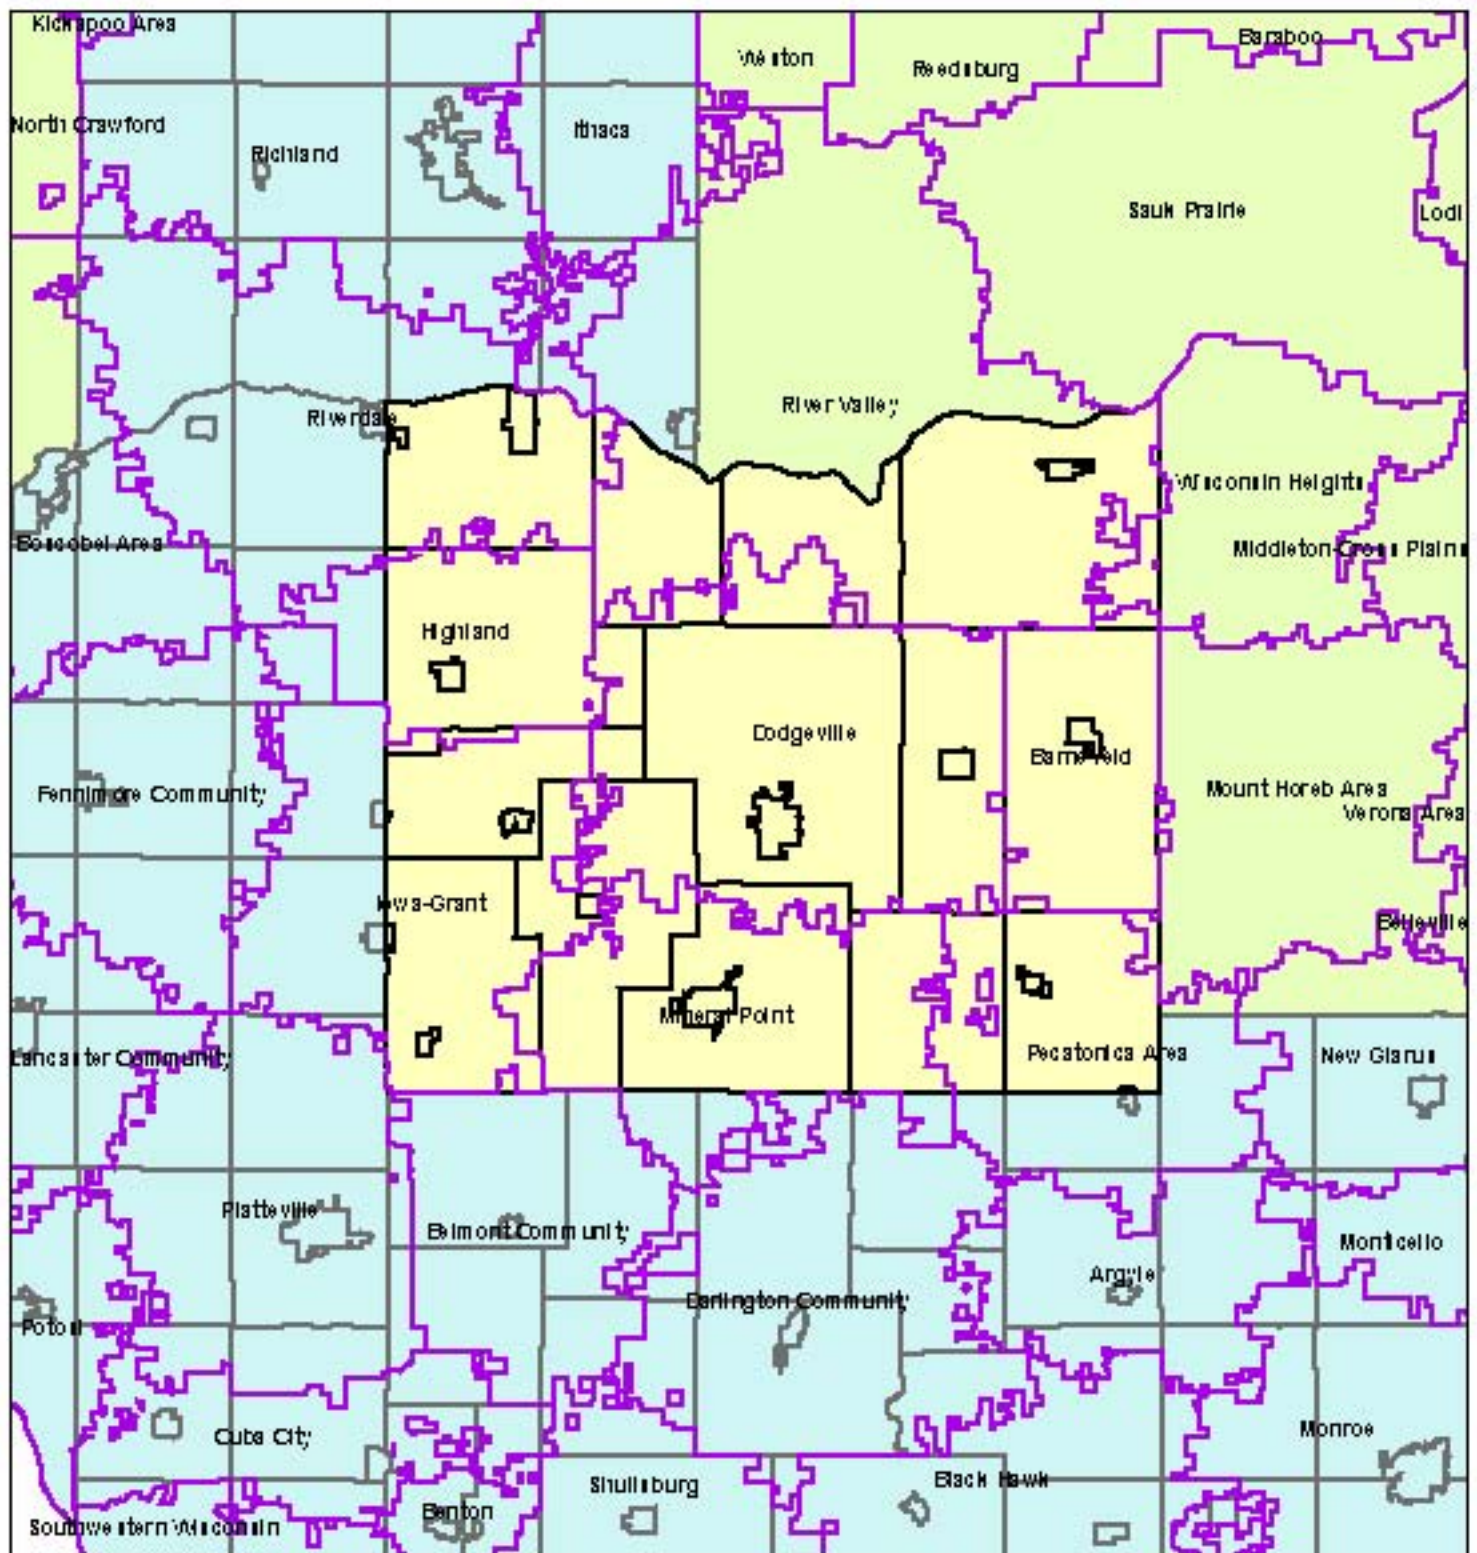 Kickapoo Area
Weston
Reedsburg
Baraboo
North Crawford
Richland
Ithaca
Sauk Prairie
Lodi
Riverdale
River Valley
Wisconsin Heights
Boscobel Area
Middleton-Cross Plains
Highland
Dodgeville
Barneveld
Fennimore Community
Mount Horeb Area
Verona Area
Iowa-Grant
Belleville
Mineral Point
Lancaster Community
Pecatonica Area
New Glarus
Platteville
Belmont Community
Monticello
Argyle
Darlington Community
Potosi
Cuba City
Monroe
Shullsburg
Black Hawk
Benton
Southwestern Wisconsin